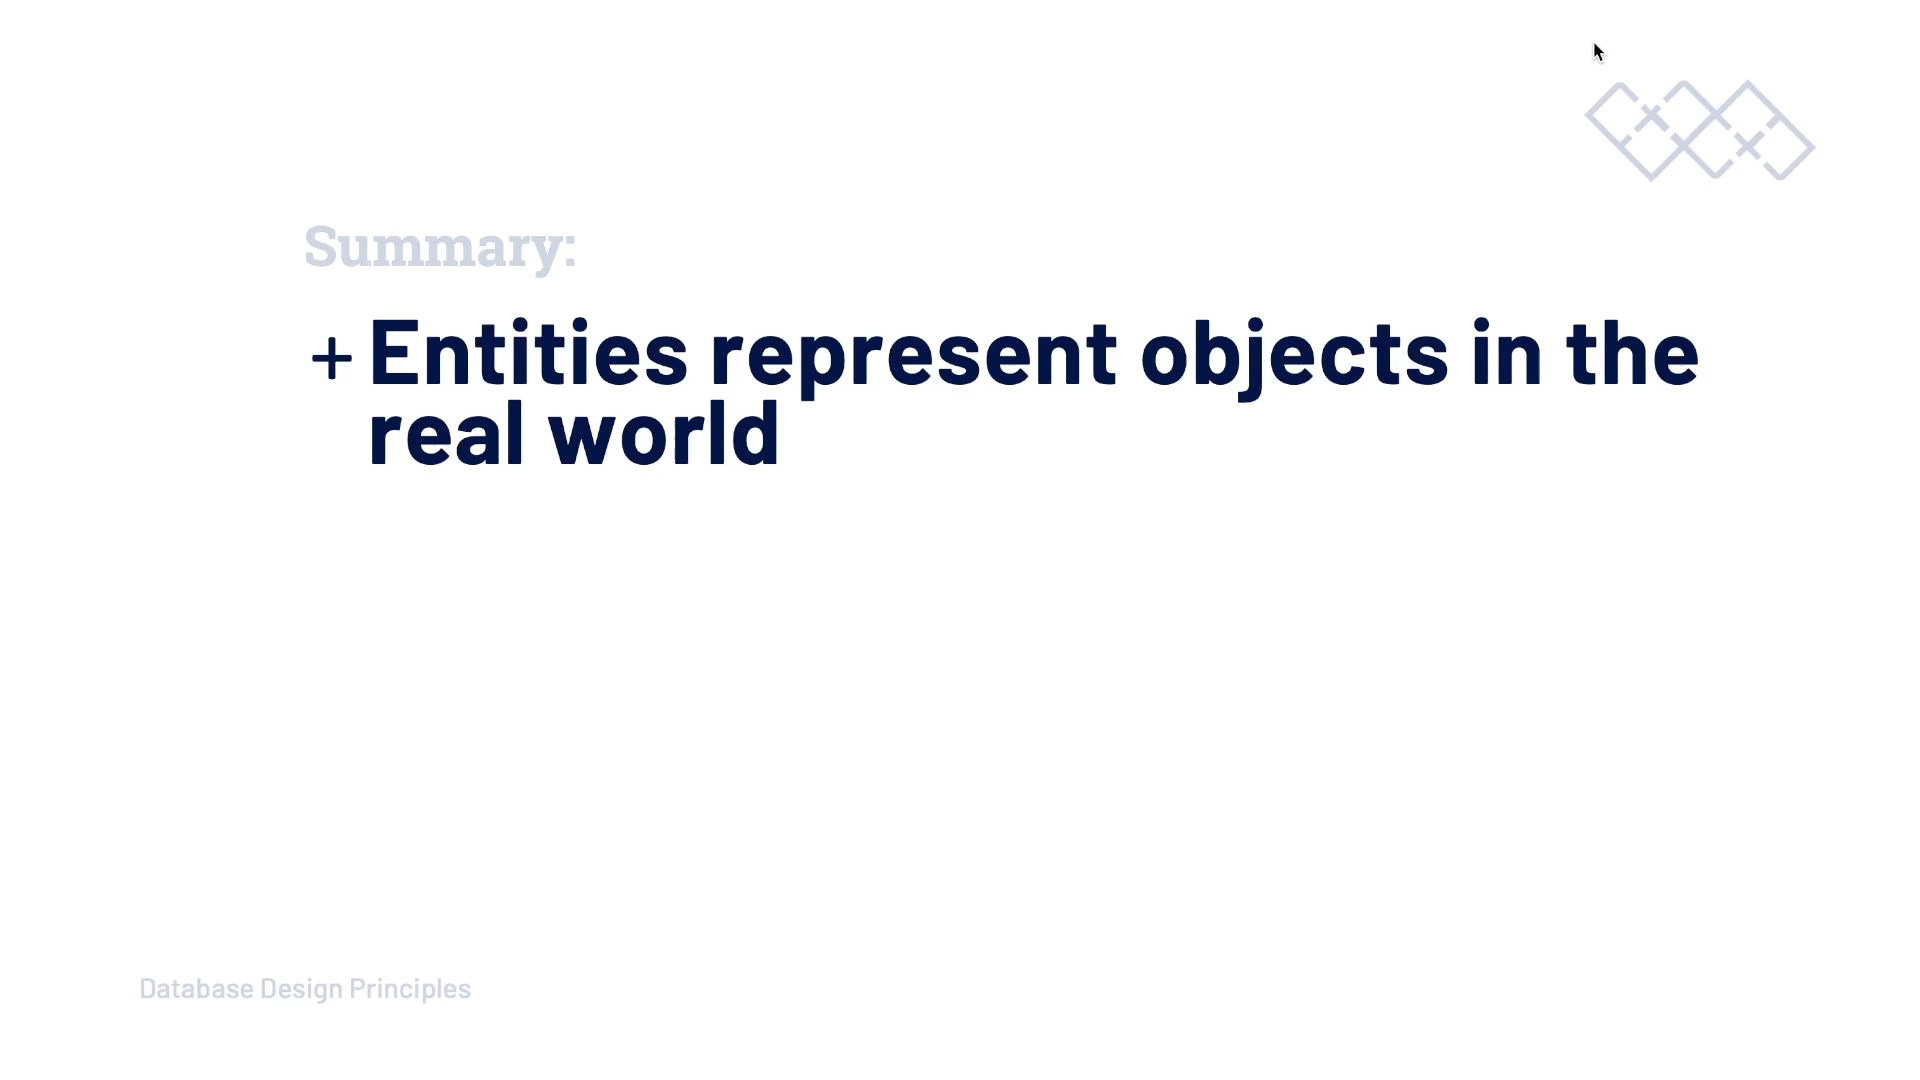 Summary:
+ Entities represent objects in the
real world
Database Design Principles